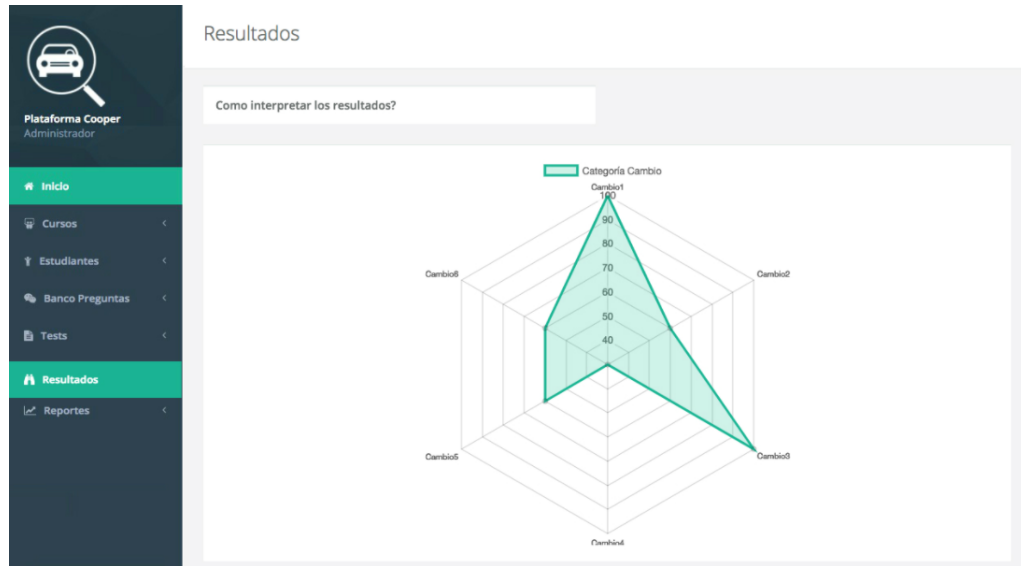 Resultados
Plataforma Cooper
Administrador
Como interpretar los resultados?
Inicio
Cursos
Estudiantes
Banco Preguntas
Tests
Resultados
Reportes
Categoría Cambio
Cambio1
100
90
80
70
60
50
40
Cambio6
Cambio2
Cambio5
Cambio3
Cambio4